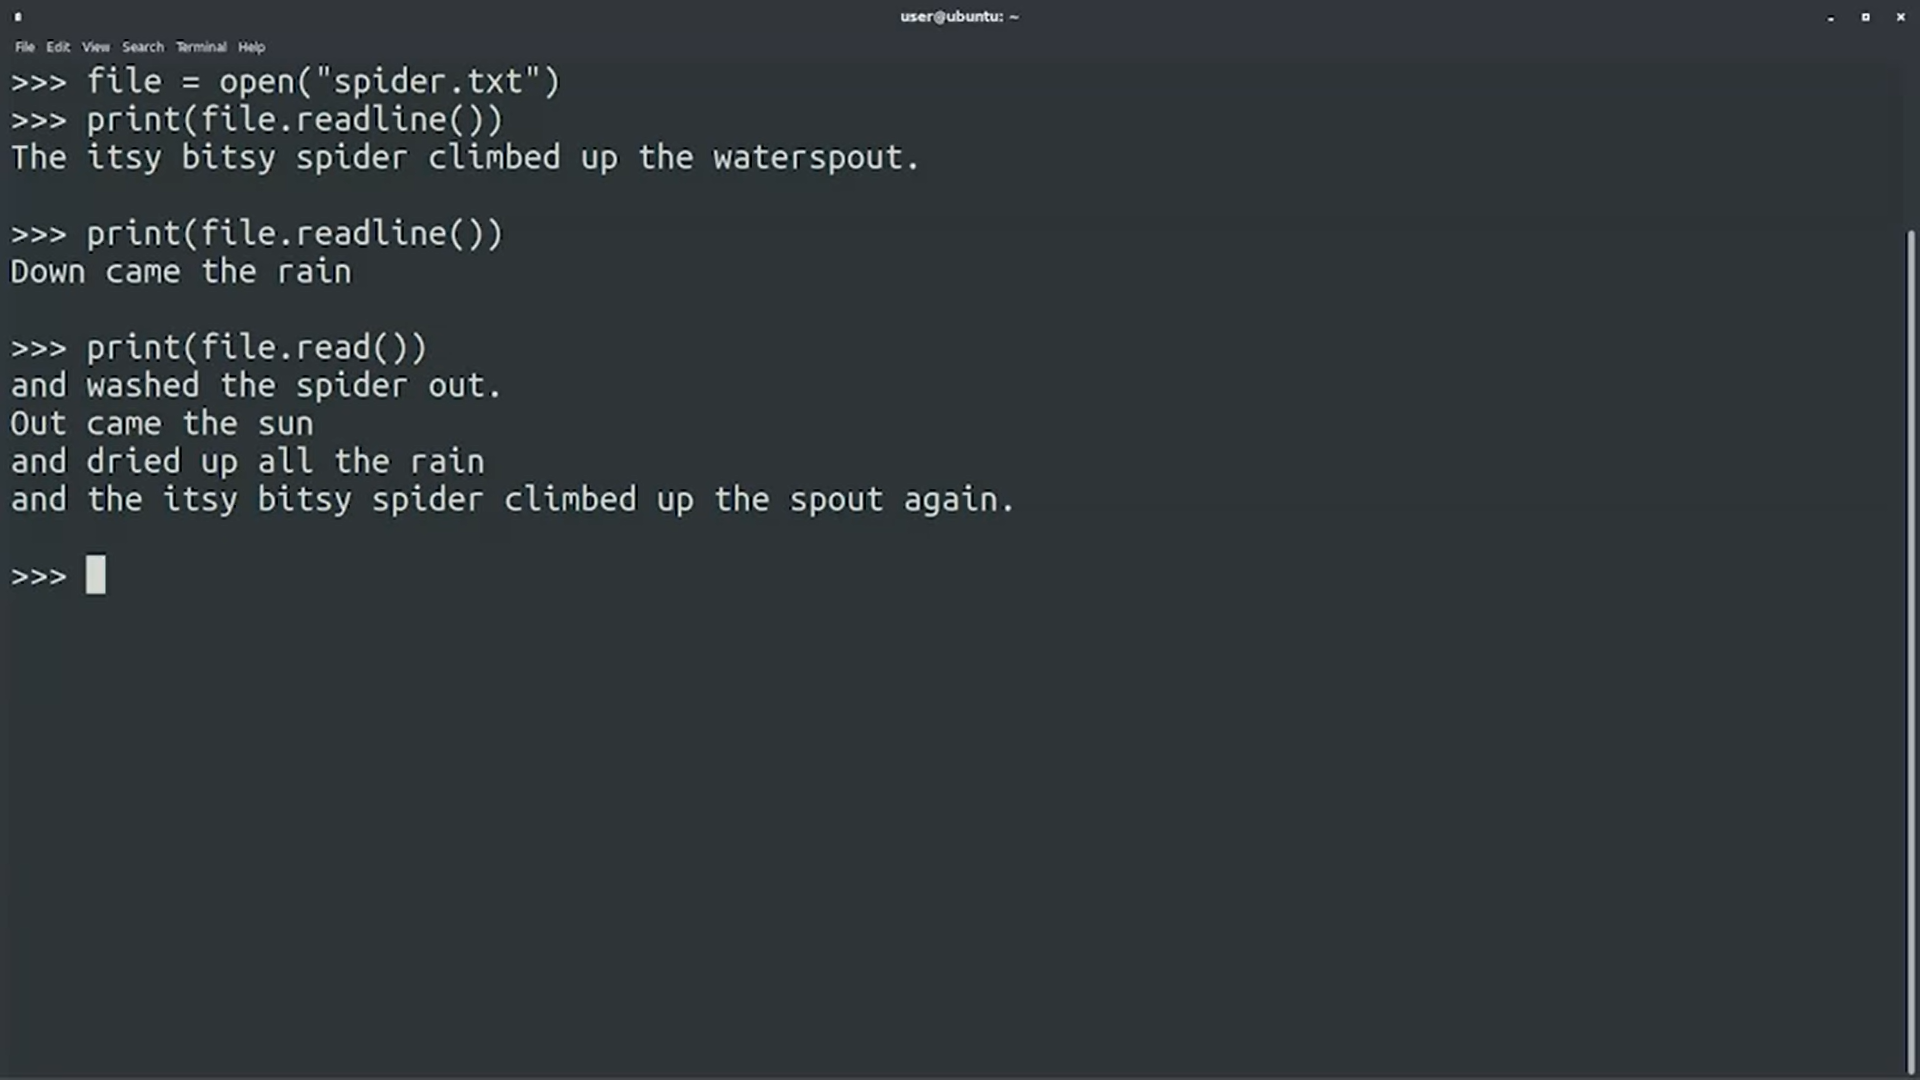 user@ubuntu: ~
File Edit View Search Terminal Help
>>> file = open("spider.txt")
>>> print(file.readline())
The itsy bitsy spider climbed up the waterspout.
>>> print(file.readline())
Down came the rain
>>> print(file.read())
and washed the spider out.
Out came the sun
and dried up all the rain
and the itsy bitsy spider climbed up the spout again.
>>>